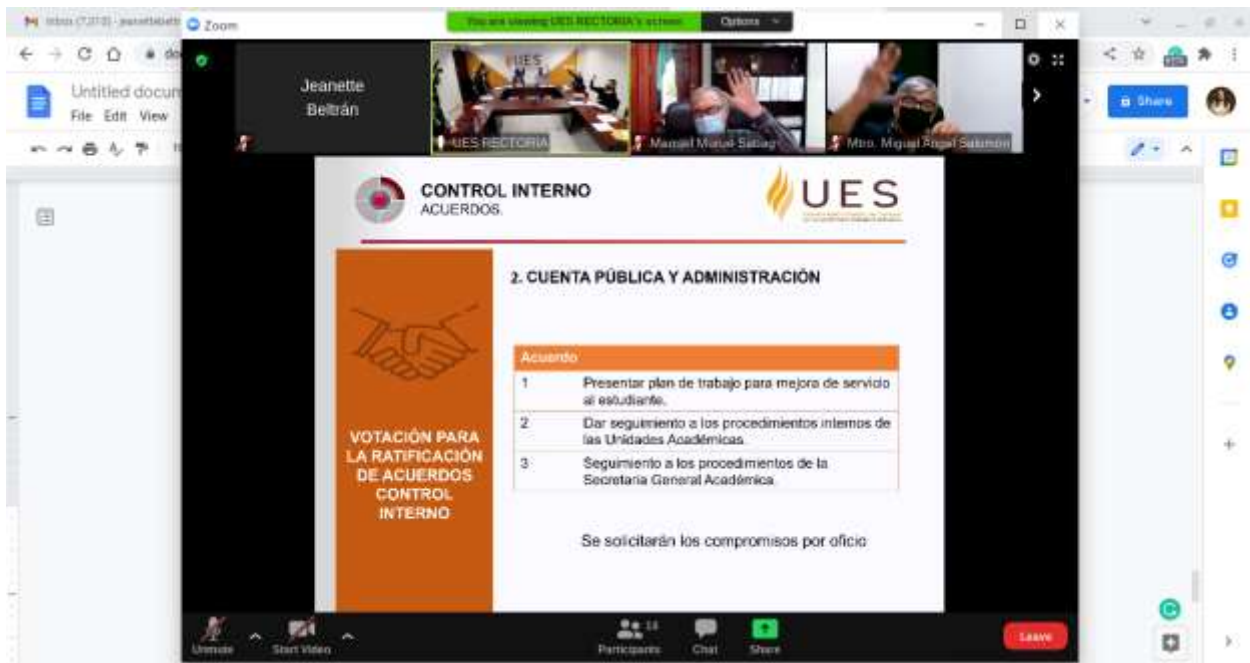 Zoom
You are viewing UES RECTORIA's screen
Options
Untitled docum
File Edit View
Share
Jeanette
Beltrán
UES
UES RECTORIA
Mtro. Miguel Angel Salomón
CONTROL INTERNO
ACUERDOS.
UES
2. CUENTA PÚBLICA Y ADMINISTRACIÓN
VOTACIÓN PARA
LA RATIFICACIÓN
DE ACUERDOS
CONTROL
INTERNO
Acuerdo
1 Presentar plan de trabajo para mejora de servicio
al estudiante.
2 Dar seguimiento a los procedimientos internos de
las Unidades Académicas.
3 Seguimiento a los procedimientos de la
Secretaria General Académica.
Se solicitarán los compromisos por oficio
Unmute
Start Video
Participants
14
Chat
Share
Leave